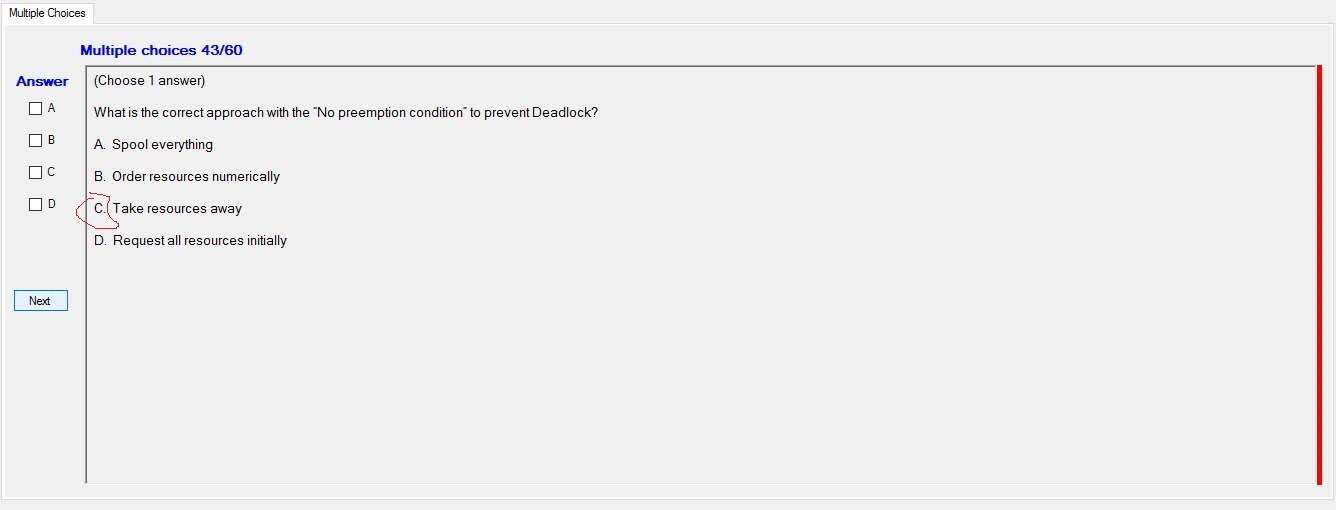 Multiple Choices
Multiple choices 43/60
Answer
A
B
C
D
Next
(Choose 1 answer)
What is the correct approach with the "No preemption condition" to prevent Deadlock?
A. Spool everything
B. Order resources numerically
C. Take resources away
D. Request all resources initially